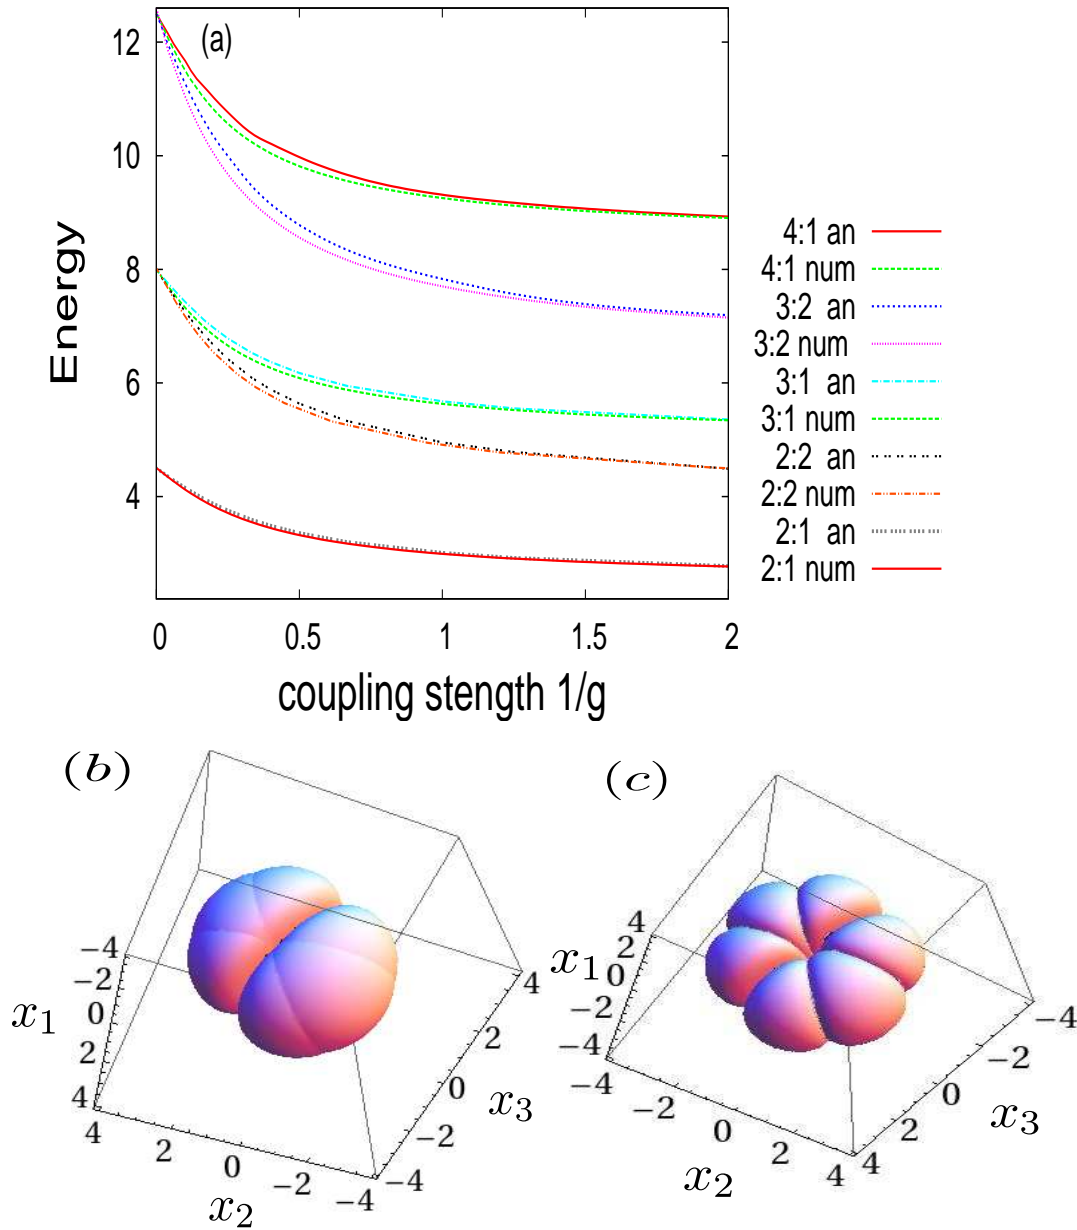 (a)
Energy
12
10
8
6
4
0 0.5 1 1.5 2
coupling stength 1/g
4:1 an
4:1 num
3:2 an
3:2 num
3:1 an
3:1 num
2:2 an
2:2 num
2:1 an
2:1 num
(b)
x1
−4
−2
0
2
4
4 2 0 −2 −4
x2
−4
−2
0
2
4
x3
(c)
x1
4
2
0
−2
−4
−4 −2 0 2 4
x2
4
2
0
−2
−4
x3